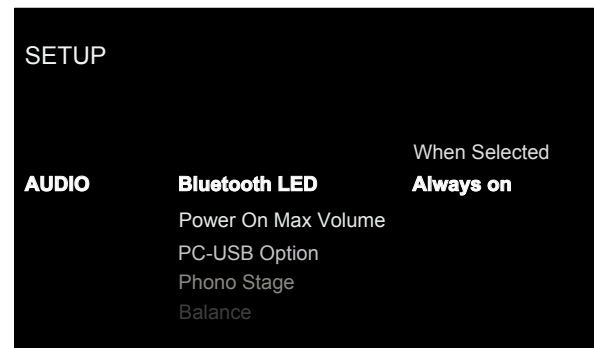 SETUP
When Selected
AUDIO Bluetooth LED Always on
Power On Max Volume
PC-USB Option
Phono Stage
Balance